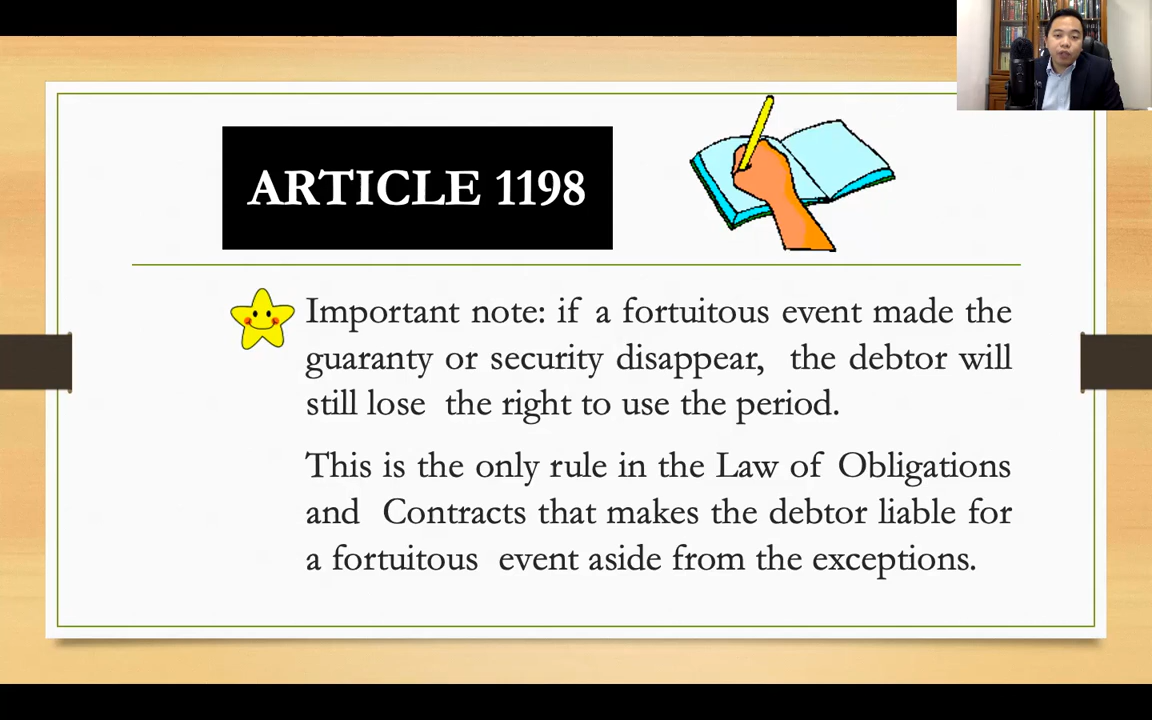 ARTICLE 1198
Important note: if a fortuitous event made the
guaranty or security disappear, the debtor will
still lose the right to use the period.
This is the only rule in the Law of Obligations
and Contracts that makes the debtor liable for
a fortuitous event aside from the exceptions.